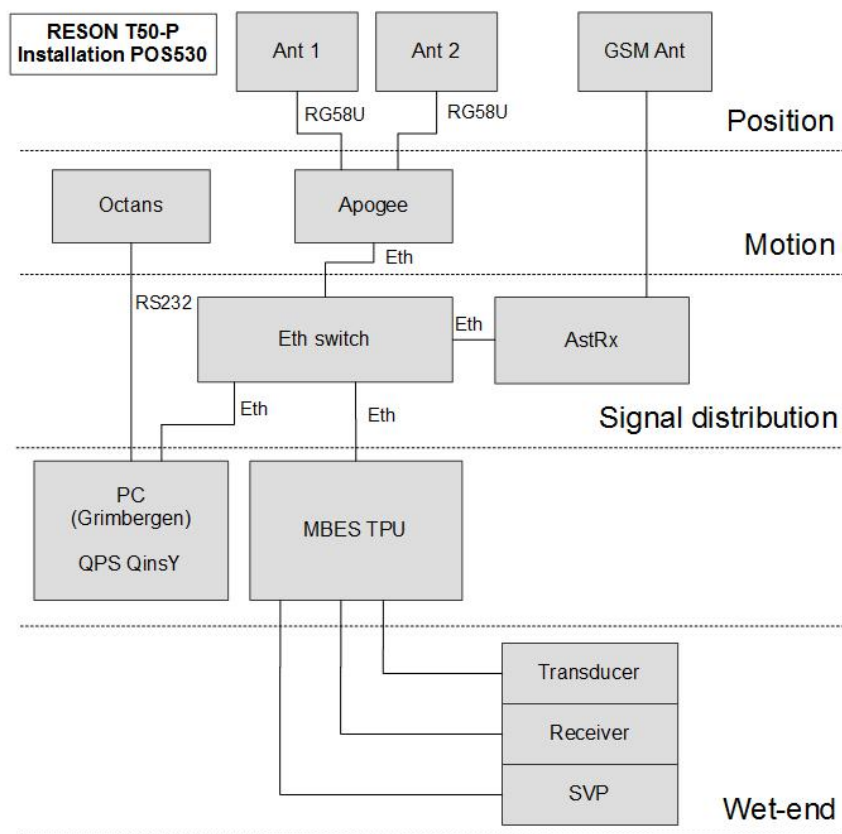 RESON T50-P
Installation POS530
Ant 1
Ant 2
GSM Ant
RG58U
RG58U
Position
Octans
Apogee
Motion
Eth
RS232
Eth switch
Eth
AstRx
Eth
Eth
Signal distribution
PC
(Grimbergen)
QPS QinsY
MBES TPU
Transducer
Receiver
SVP
Wet-end